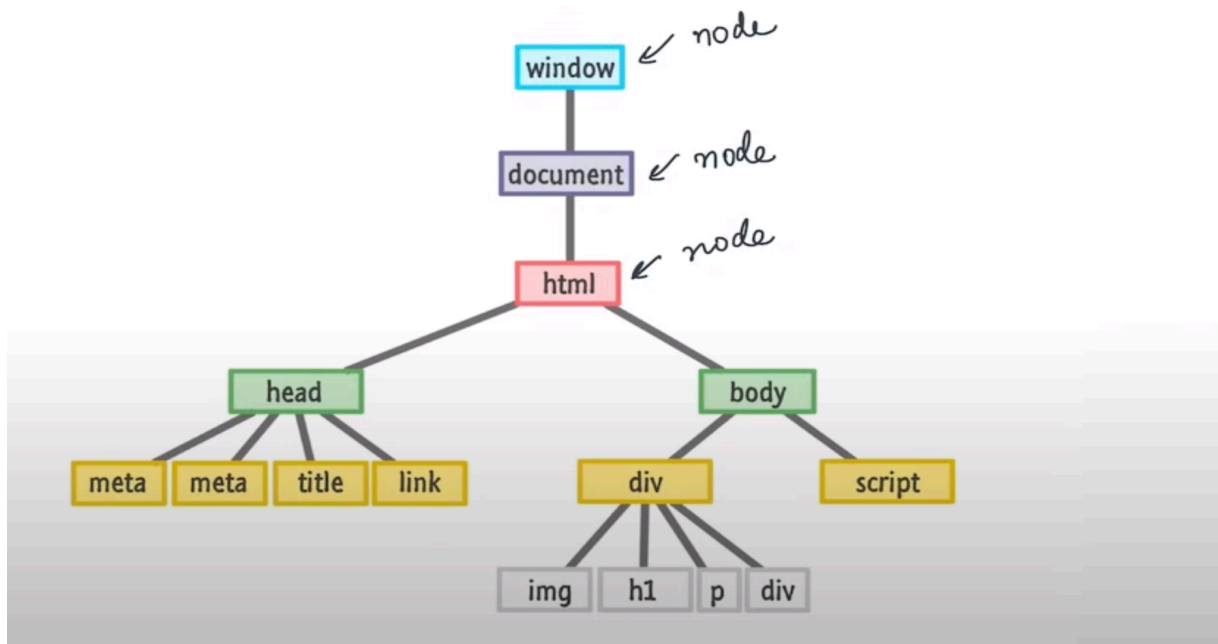 window node
document node
html node
head body
meta meta title link div script
img h1 p div